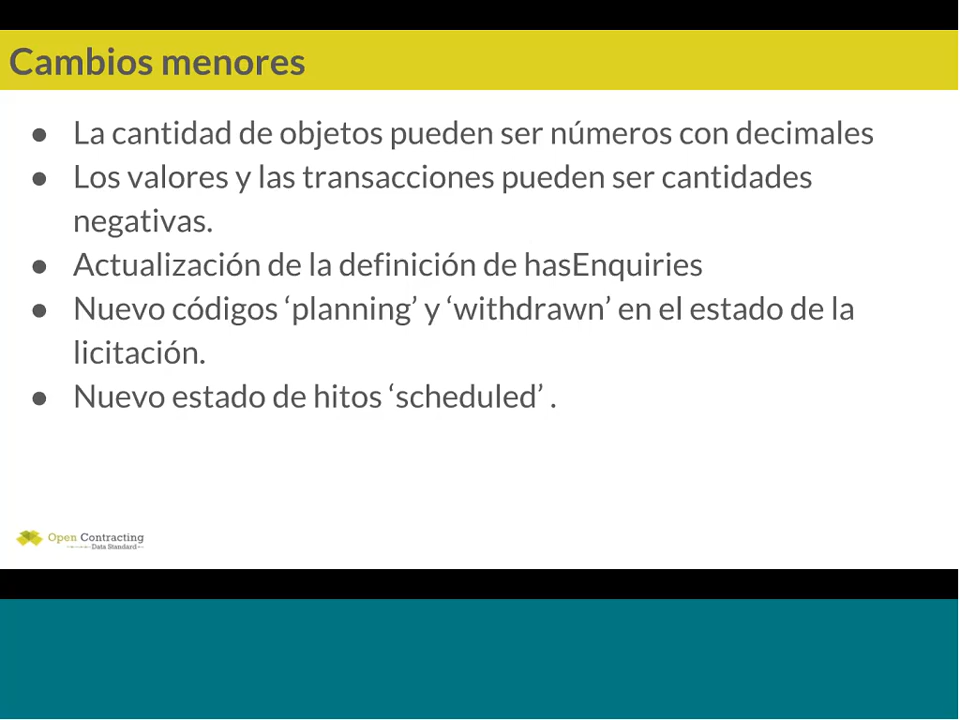 Cambios menores
● La cantidad de objetos pueden ser números con decimales
● Los valores y las transacciones pueden ser cantidades
negativas.
● Actualización de la definición de hasEnquiries
● Nuevo códigos ‘planning’ y ‘withdrawn’ en el estado de la
licitación.
● Nuevo estado de hitos ‘scheduled’ .
Open Contracting
Data Standard